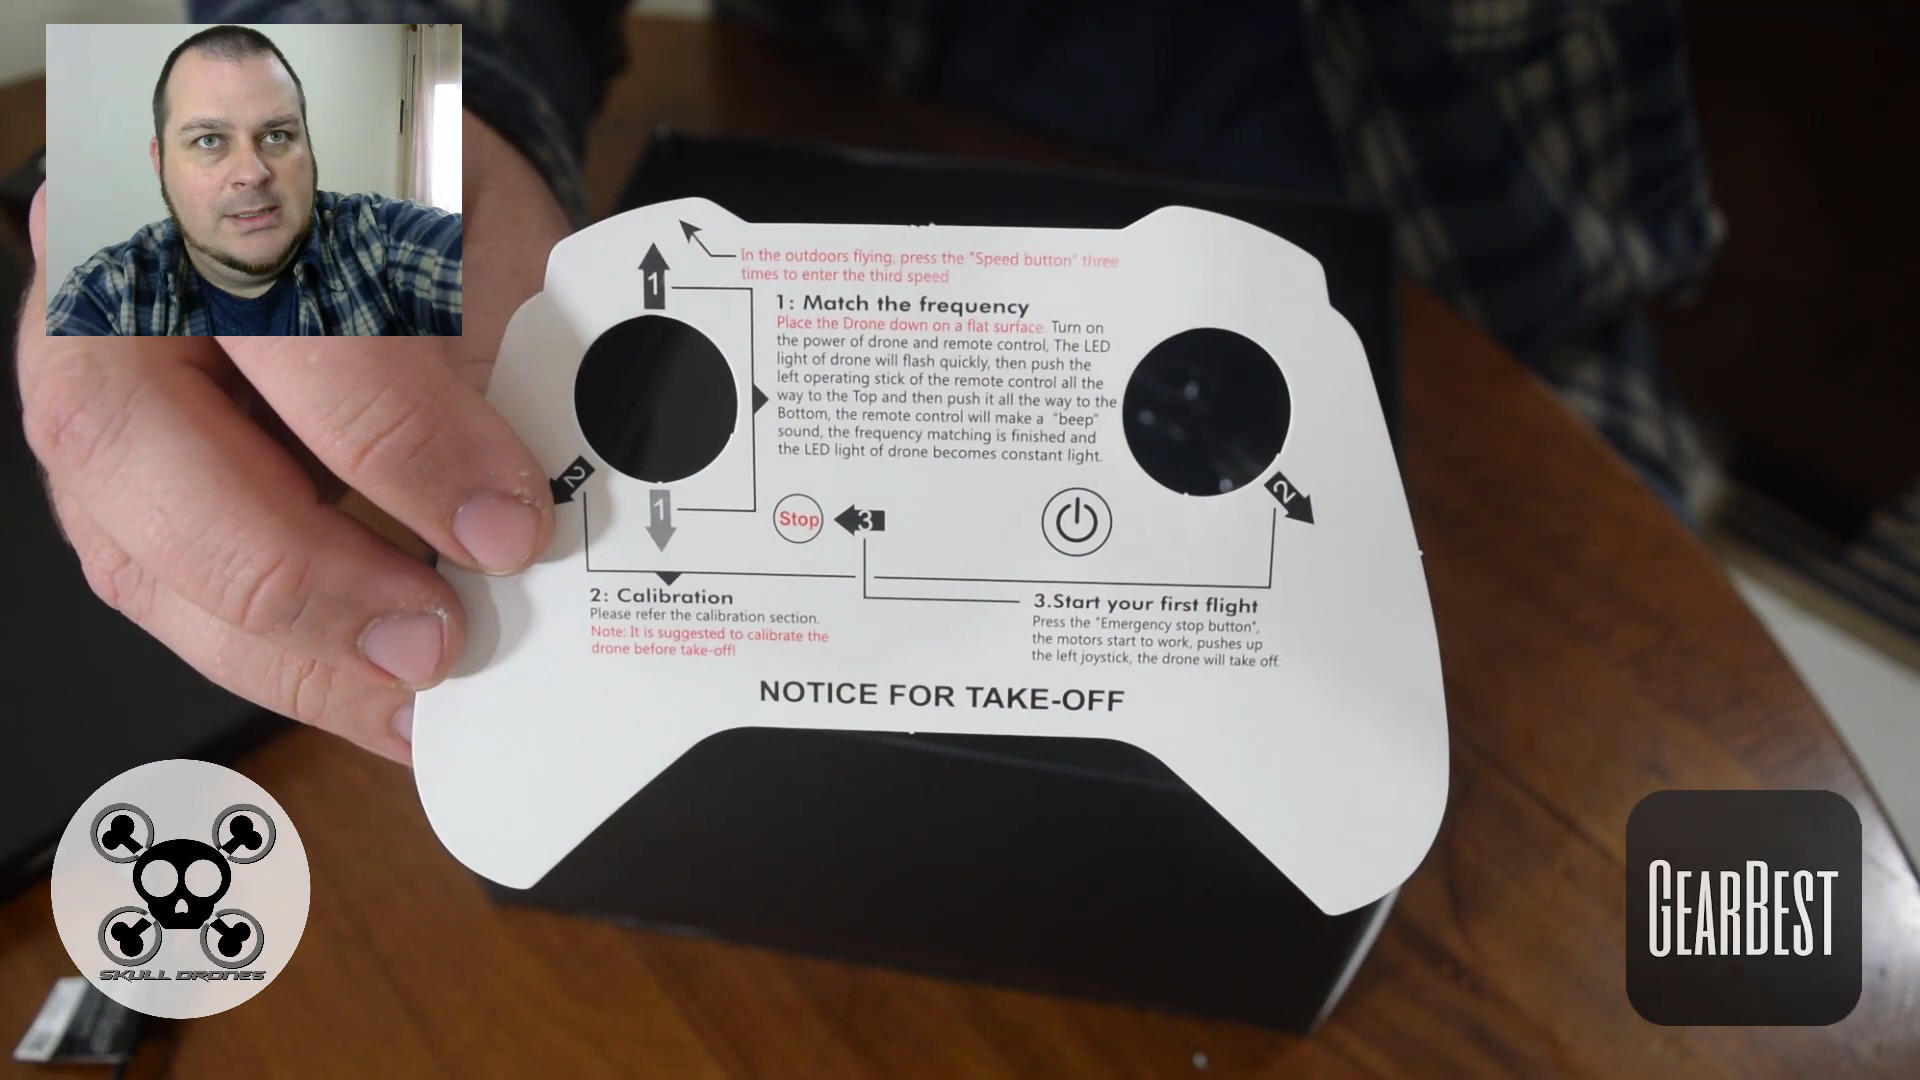 In the outdoors flying, press the "Speed button" three
times to enter the third speed
1
1: Match the frequency
Place the Drone down on a flat surface. Turn on
the power of drone and remote control, The LED
light of drone will flash quickly, then push the
left operating stick of the remote control all the
way to the Top and then push it all the way to the
Bottom, the remote control will make a "beep"
sound, the frequency matching is finished and
the LED light of drone becomes constant light.
2
1
Stop
3
2
2: Calibration
Please refer the calibration section.
Note: It is suggested to calibrate the
drone before take-off!
3.Start your first flight
Press the "Emergency stop button",
the motors start to work, pushes up
the left joystick, the drone will take off.
NOTICE FOR TAKE-OFF
SKULL DRONES
GEARBEST